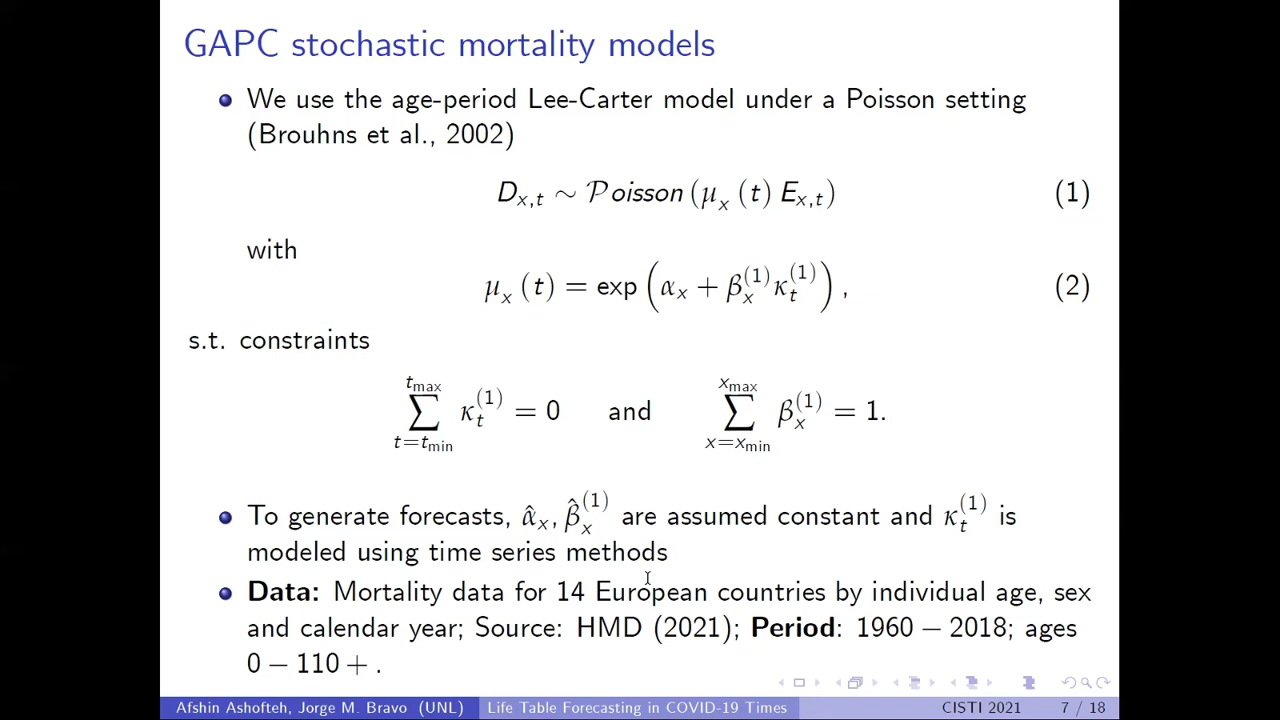 GAPC stochastic mortality models
We use the age-period Lee-Carter model under a Poisson setting
(Brouhns et al., 2002)
D_{x,t} ∼ 𝒫oisson (μ_x (t) E_{x,t}) (1)
with
μ_x (t) = exp (α_x + β_x^{(1)} κ_t^{(1)}) , (2)
s.t. constraints
∑_{t=t_min}^{t_max} κ_t^{(1)} = 0 and ∑_{x=x_min}^{x_max} β_x^{(1)} = 1.
To generate forecasts, α̂_x, β̂_x^{(1)} are assumed constant and κ_t^{(1)} is
modeled using time series methods
Data: Mortality data for 14 European countries by individual age, sex
and calendar year; Source: HMD (2021); Period: 1960 − 2018; ages
0 − 110 + .
Afshin Ashofteh, Jorge M. Bravo (UNL) Life Table Forecasting in COVID-19 Times CISTI 2021 7 / 18